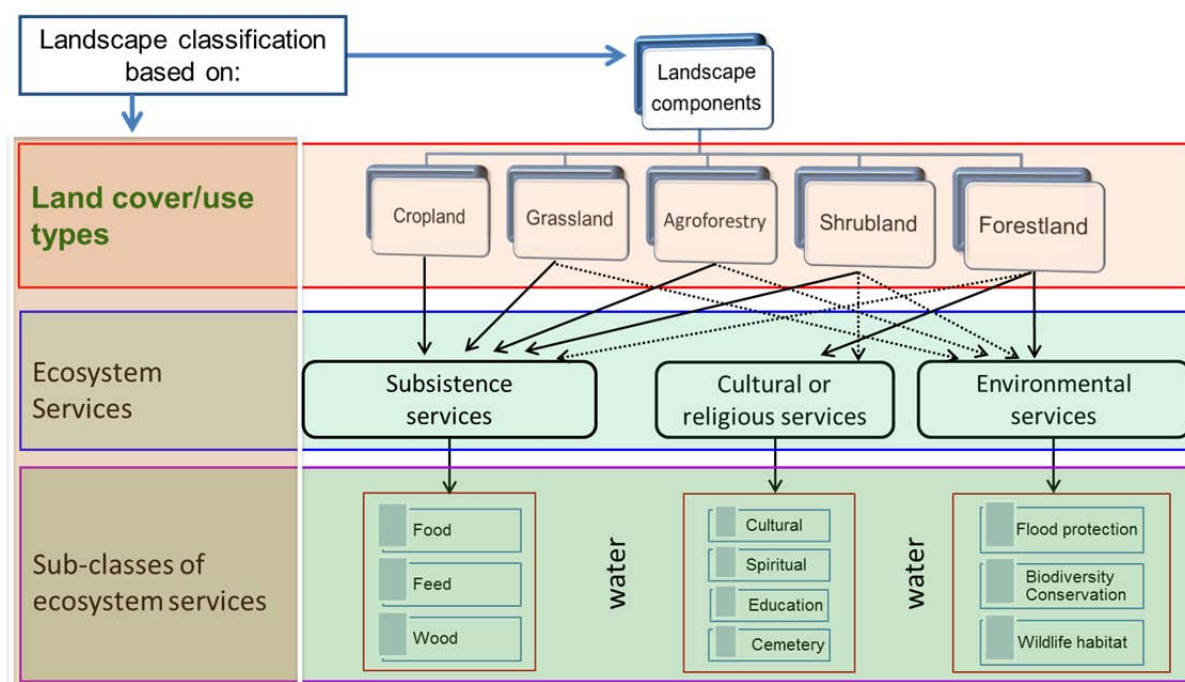 Landscape classification
based on:
Landscape
components
Land cover/use
types
Cropland
Grassland
Agroforestry
Shrubland
Forestland
Ecosystem
Services
Subsistence
services
Cultural or
religious services
Environmental
services
Sub-classes of
ecosystem services
Food
Feed
Wood
water
Cultural
Spiritual
Education
Cemetery
water
Flood protection
Biodiversity
Conservation
Wildlife habitat